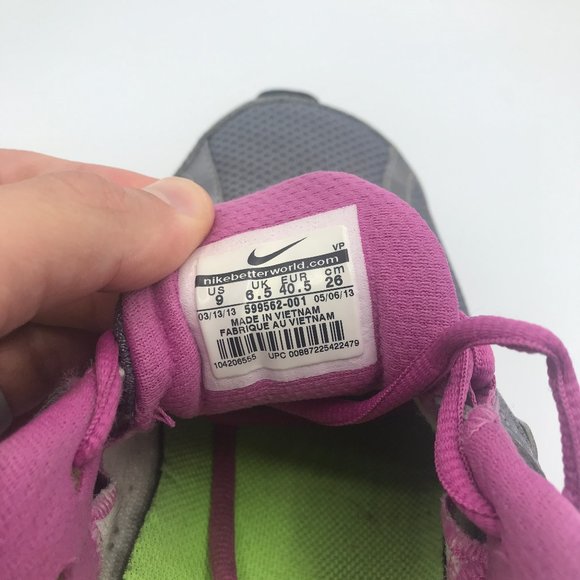 VP
nikebetterworld.com
US UK EUR cm
9 6.5 40.5 26
03/13/13 599562-001 05/06/13
MADE IN VIETNAM
FABRIQUE AU VIETNAM
104206555 UPC 00887225422479